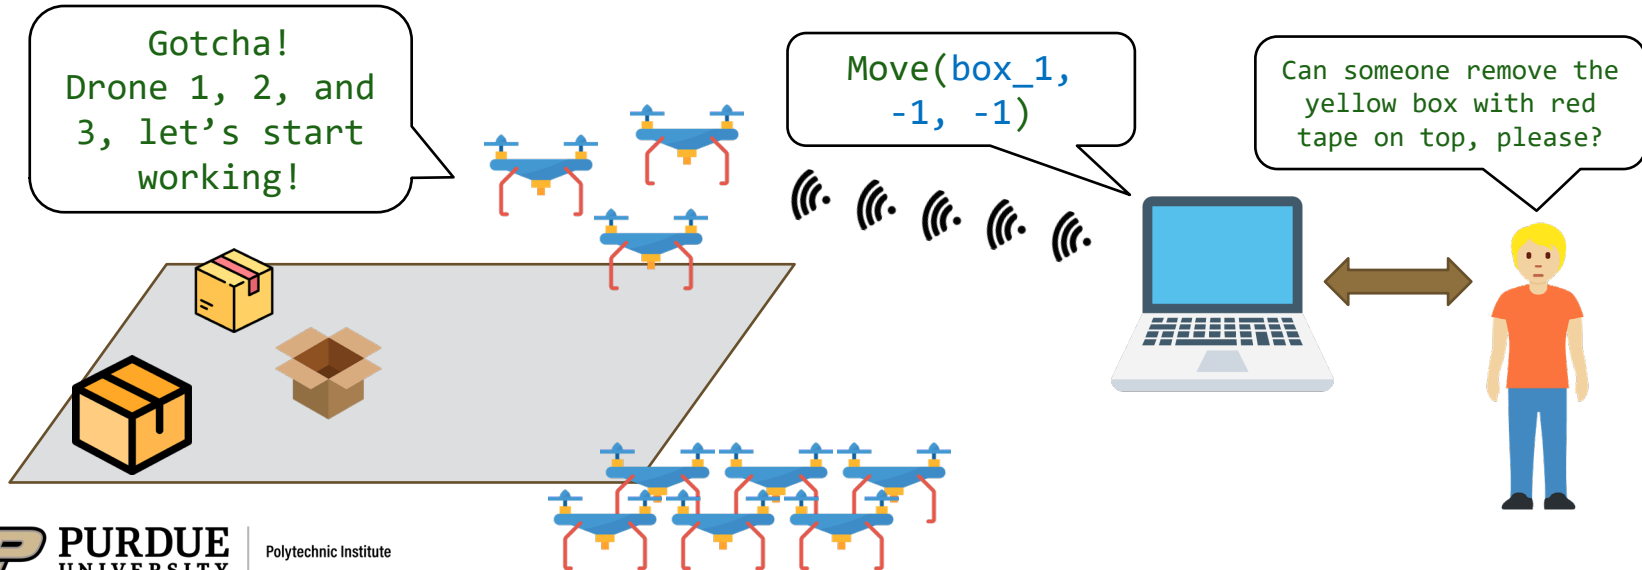 Gotcha!
Drone 1, 2, and
3, let’s start
working!
Move(box_1,
-1, -1)
Can someone remove the
yellow box with red
tape on top, please?
PURDUE
UNIVERSITY
Polytechnic Institute